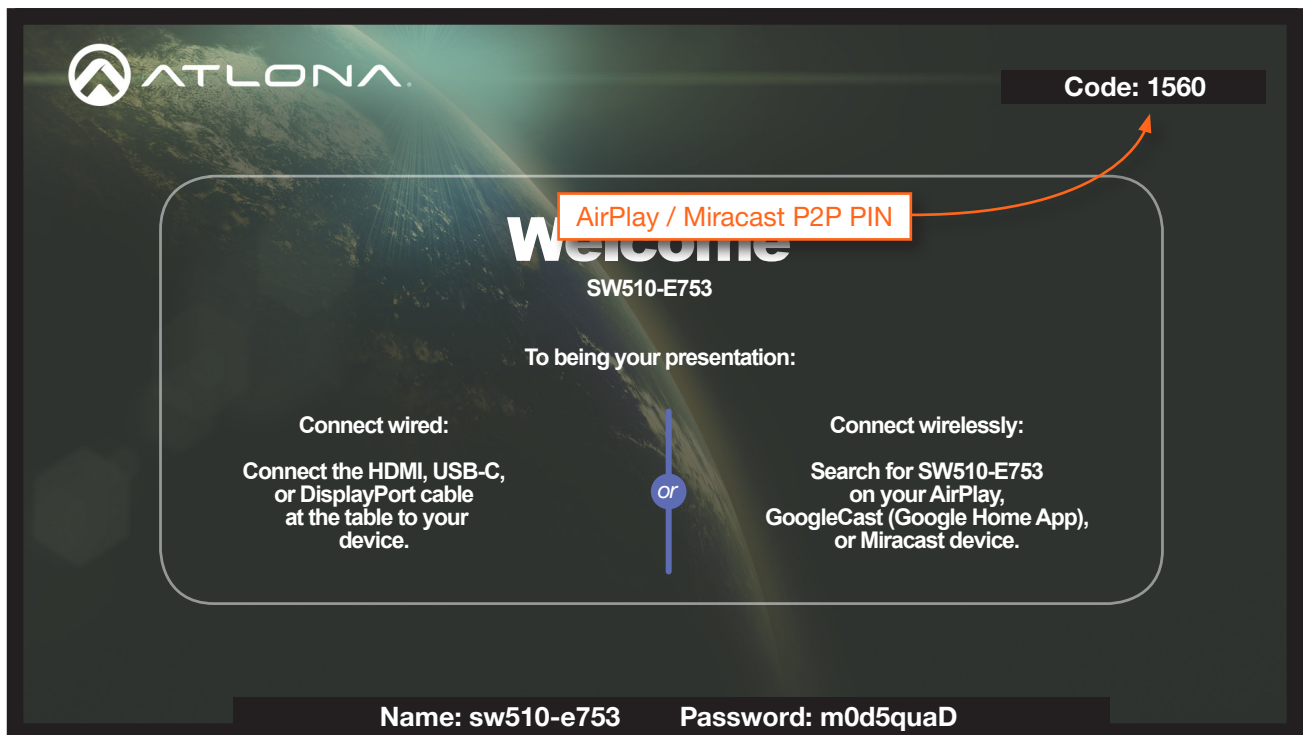 ATLONA.
Code: 1560
AirPlay / Miracast P2P PIN
Welcome
SW510-E753
To being your presentation:
Connect wired:
Connect the HDMI, USB-C,
or DisplayPort cable
at the table to your
device.
or
Connect wirelessly:
Search for SW510-E753
on your AirPlay,
GoogleCast (Google Home App),
or Miracast device.
Name: sw510-e753 Password: m0d5quaD